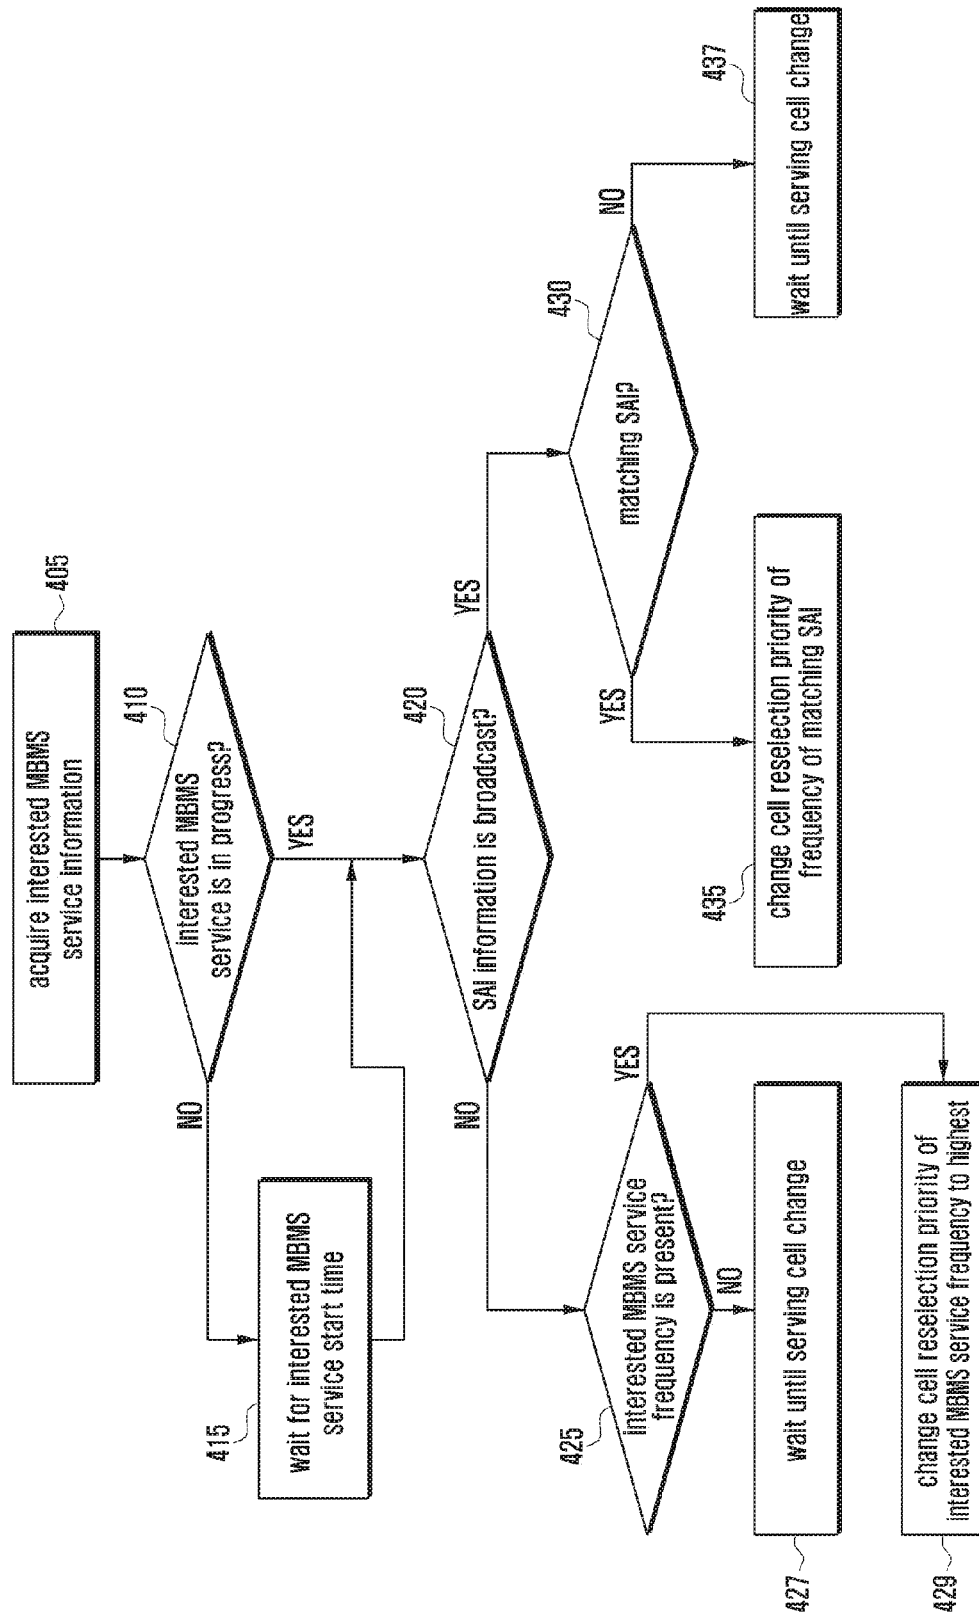 acquire interested MBMS
service information
405
410
interested MBMS
service is in progress?
NO
YES
415
wait for interested MBMS
service start time
420
SAI information is broadcast?
NO
YES
425
interested MBMS service
frequency is present?
YES
NO
430
matching SAI?
YES
NO
427
wait until serving cell change
435
change cell reselection priority of
frequency of matching SAI
437
wait until serving cell change
429
change cell reselection priority of
interested MBMS service frequency to highest